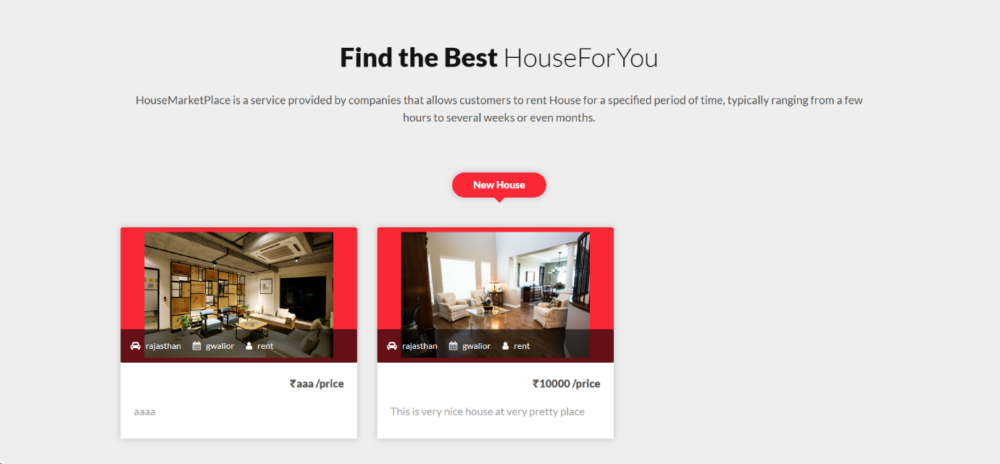 Find the Best HouseForYou
HouseMarketPlace is a service provided by companies that allows customers to rent House for a specified period of time, typically ranging from a few
hours to several weeks or even months.
New House
rajasthan gwalior rent
₹aaa /price
aaaa
rajasthan gwalior rent
₹10000 /price
This is very nice house at very pretty place